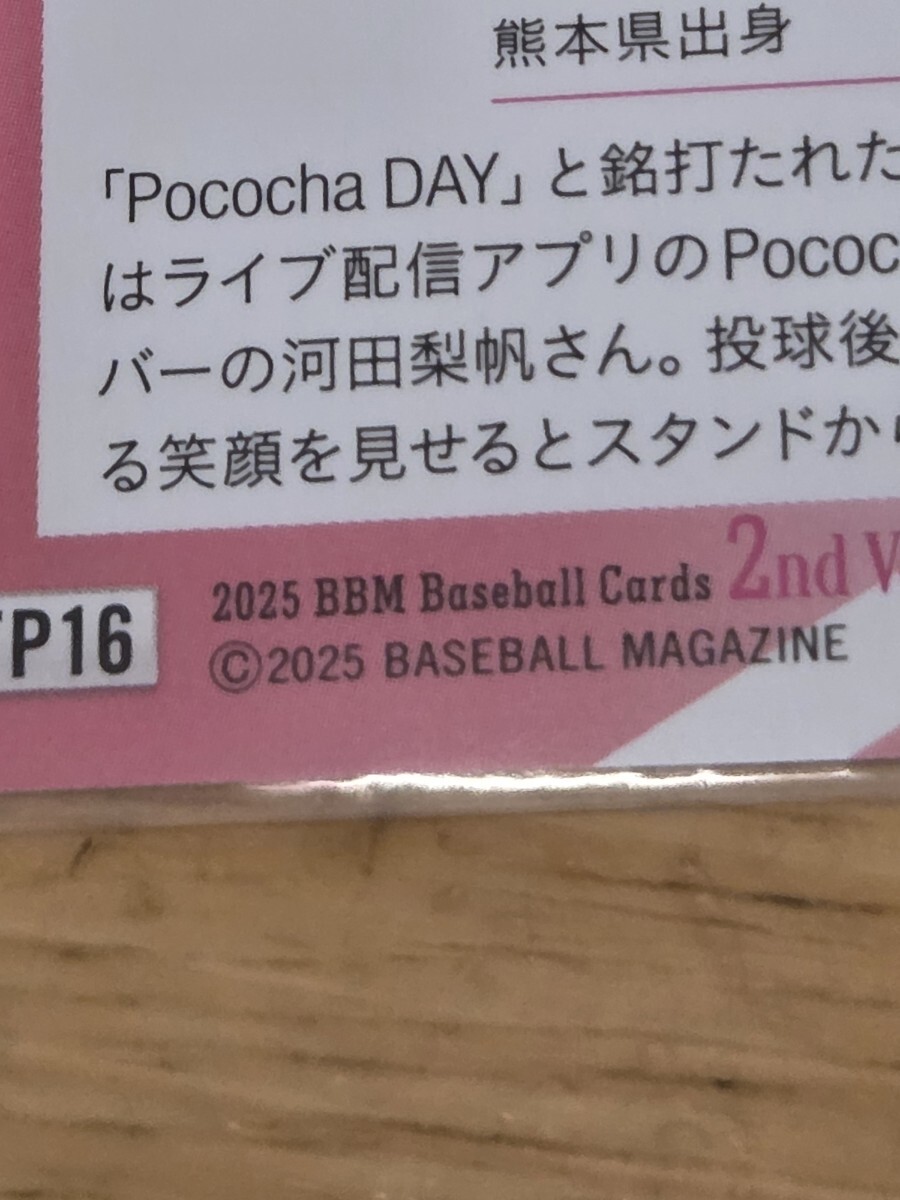 熊本県出身
「Pococha DAY」と銘打たれた
はライブ配信アプリのPococ
バーの河田梨帆さん。投球後
る笑顔を見せるとスタンドか
P16
2025 BBM Baseball Cards 2nd V
©2025 BASEBALL MAGAZINE